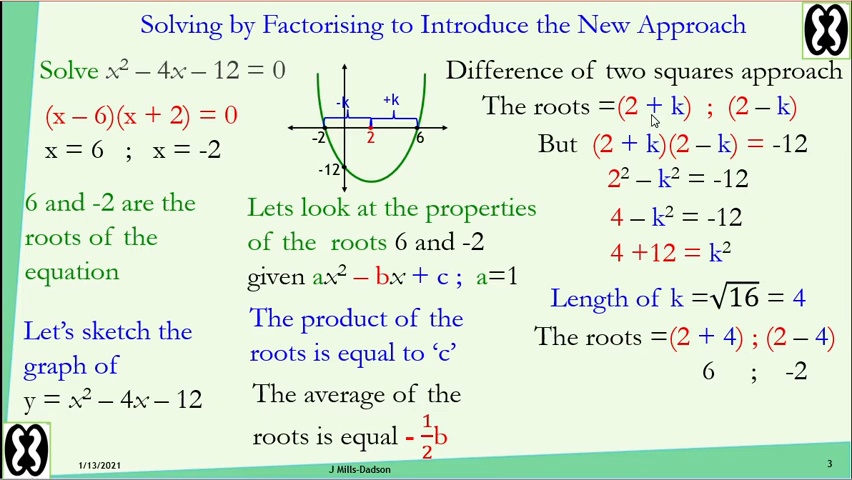 Solving by Factorising to Introduce the New Approach
Solve x² – 4x – 12 = 0
(x – 6)(x + 2) = 0
x = 6 ; x = -2
6 and -2 are the
roots of the
equation
Let's sketch the
graph of
y = x² – 4x – 12
-k
+k
-2
2
6
-12
Lets look at the properties
of the roots 6 and -2
given ax² – bx + c ; a=1
The product of the
roots is equal to ‘c’
The average of the
roots is equal - ½b
Difference of two squares approach
The roots =(2 + k) ; (2 – k)
But (2 + k)(2 – k) = -12
2² – k² = -12
4 – k² = -12
4 +12 = k²
Length of k =√16 = 4
The roots =(2 + 4) ; (2 – 4)
6 ; -2
1/13/2021
J Mills-Dadson
3